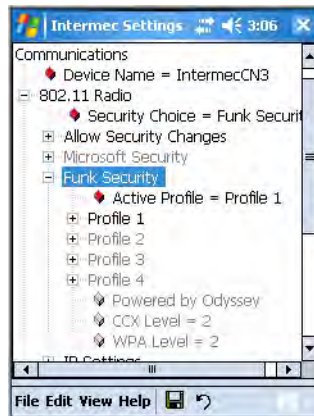 Intermec Settings 3:06
Communications
Device Name = IntermecCN3
802.11 Radio
Security Choice = Funk Securit
Allow Security Changes
Microsoft Security
Funk Security
Active Profile = Profile 1
Profile 1
Profile 2
Profile 3
Profile 4
Powered by Odyssey
CCX Level = 2
WPA Level = 2
IP Settings
File Edit View Help